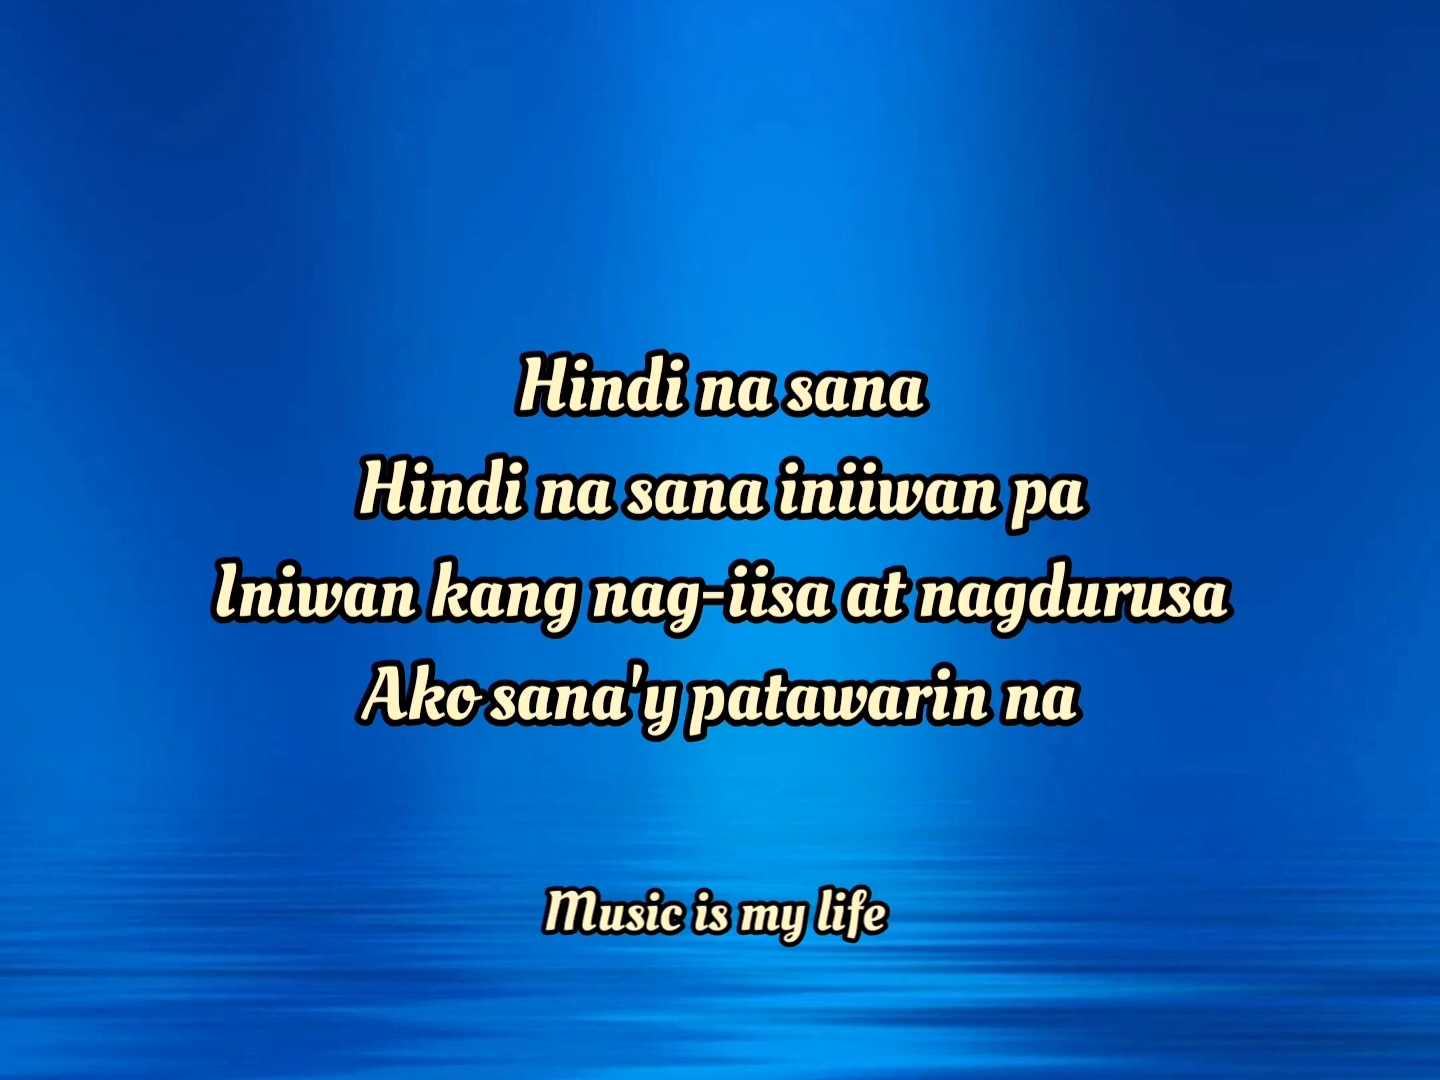 Hindi na sana
Hindi na sana iniiwan pa
Iniwan kang nag-iisa at nagdurusa
Ako sana'y patawarin na
Music is my life